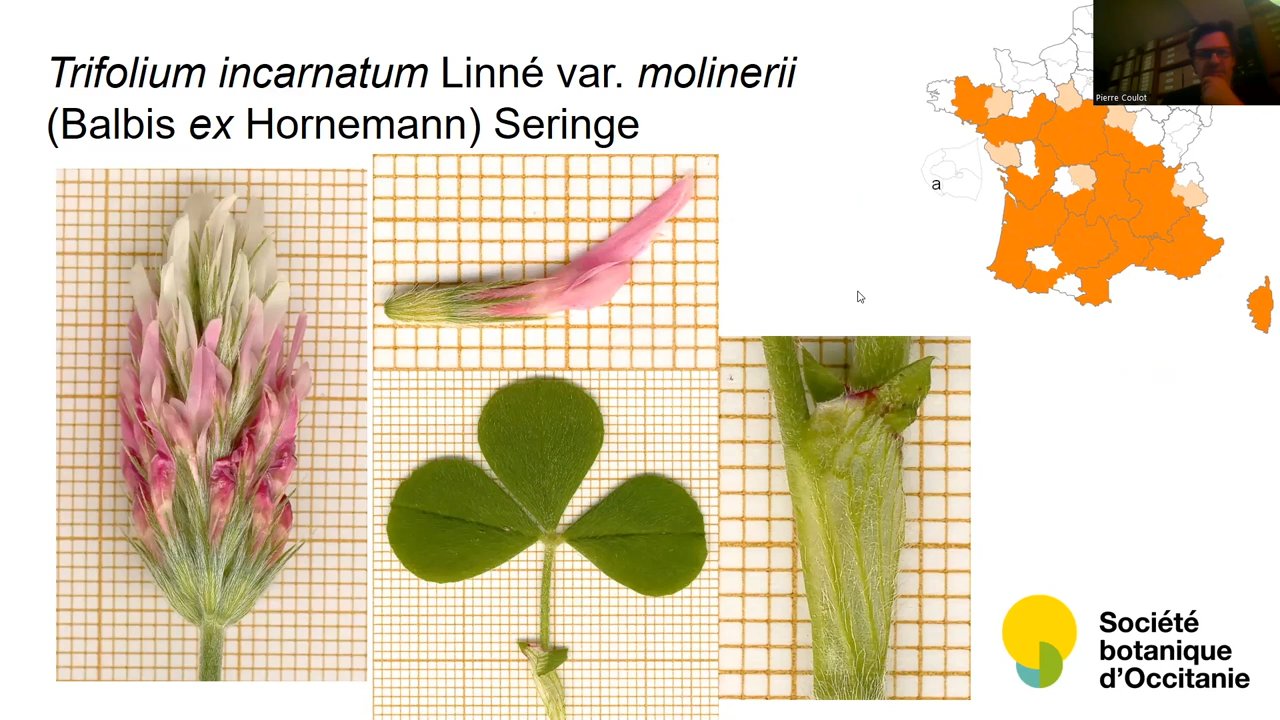 Trifolium incarnatum Linné var. molinerii
(Balbis ex Hornemann) Seringe
Pierre Coulot
a
Société
botanique
d'Occitanie